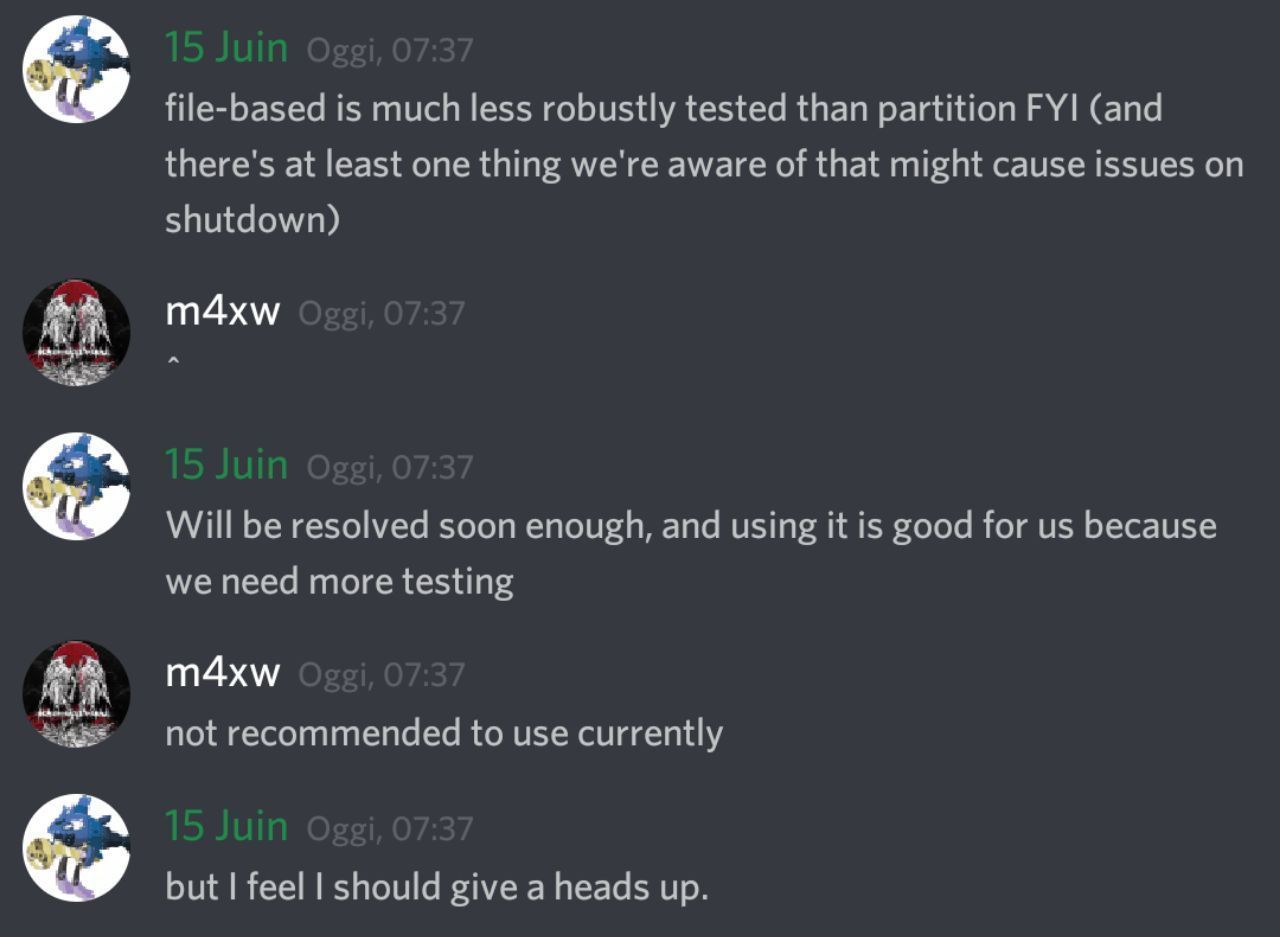 15 Juin Oggi, 07:37
file-based is much less robustly tested than partition FYI (and
there's at least one thing we're aware of that might cause issues on
shutdown)
m4xw Oggi, 07:37
^
15 Juin Oggi, 07:37
Will be resolved soon enough, and using it is good for us because
we need more testing
m4xw Oggi, 07:37
not recommended to use currently
15 Juin Oggi, 07:37
but I feel I should give a heads up.